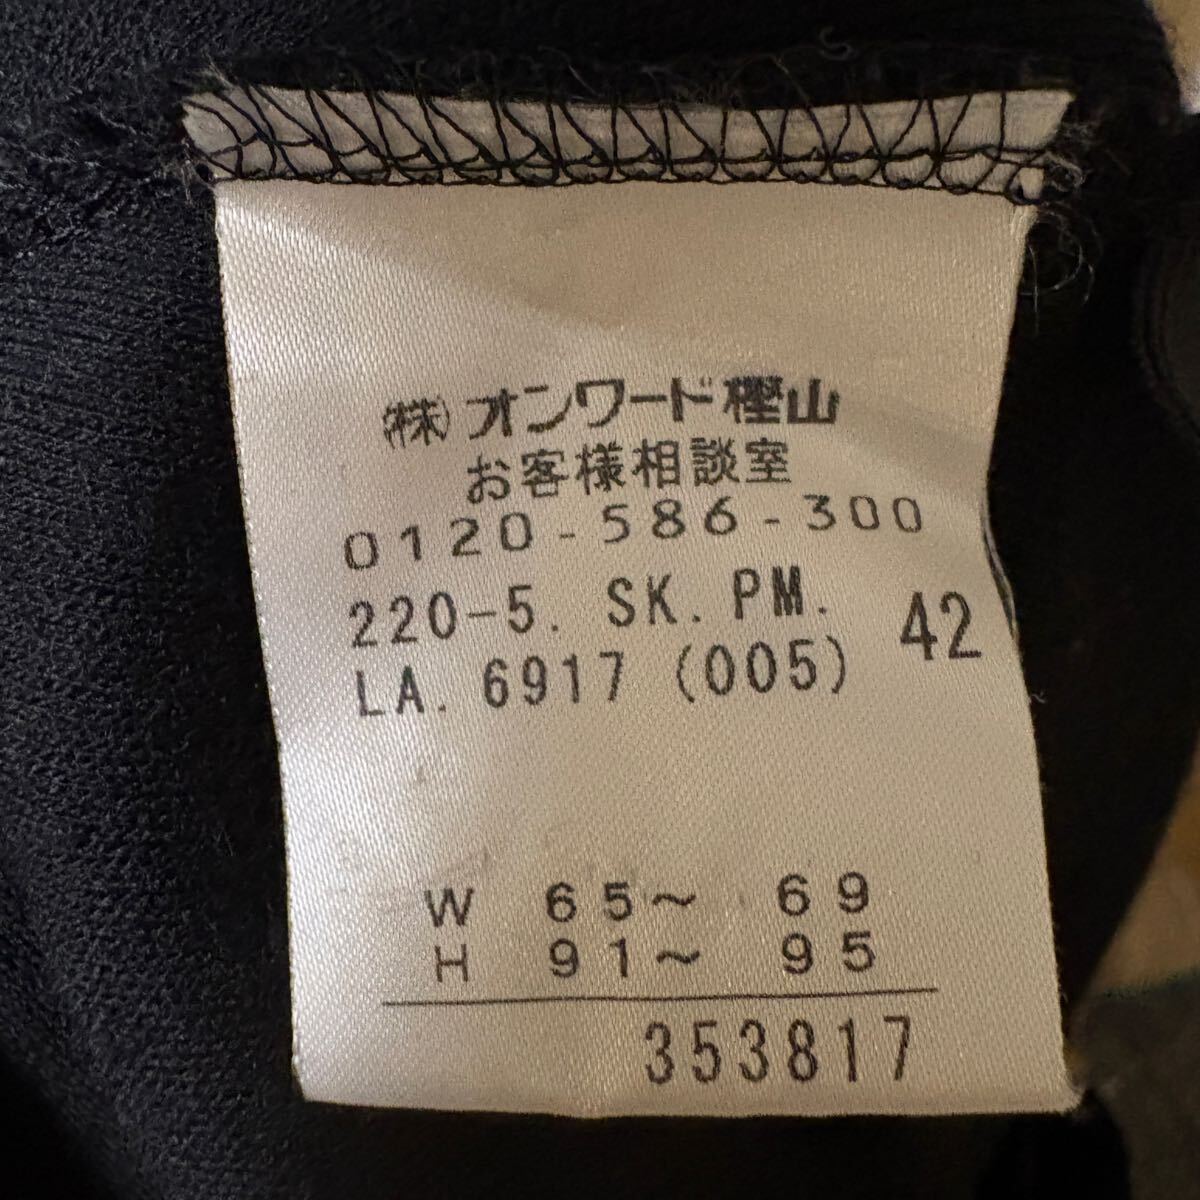 (株)オンワード樫山
お客様相談室
0120-586-300
220-5. SK. PM.
LA. 6917 (005) 42
W 65～ 69
H 91～ 95
353817